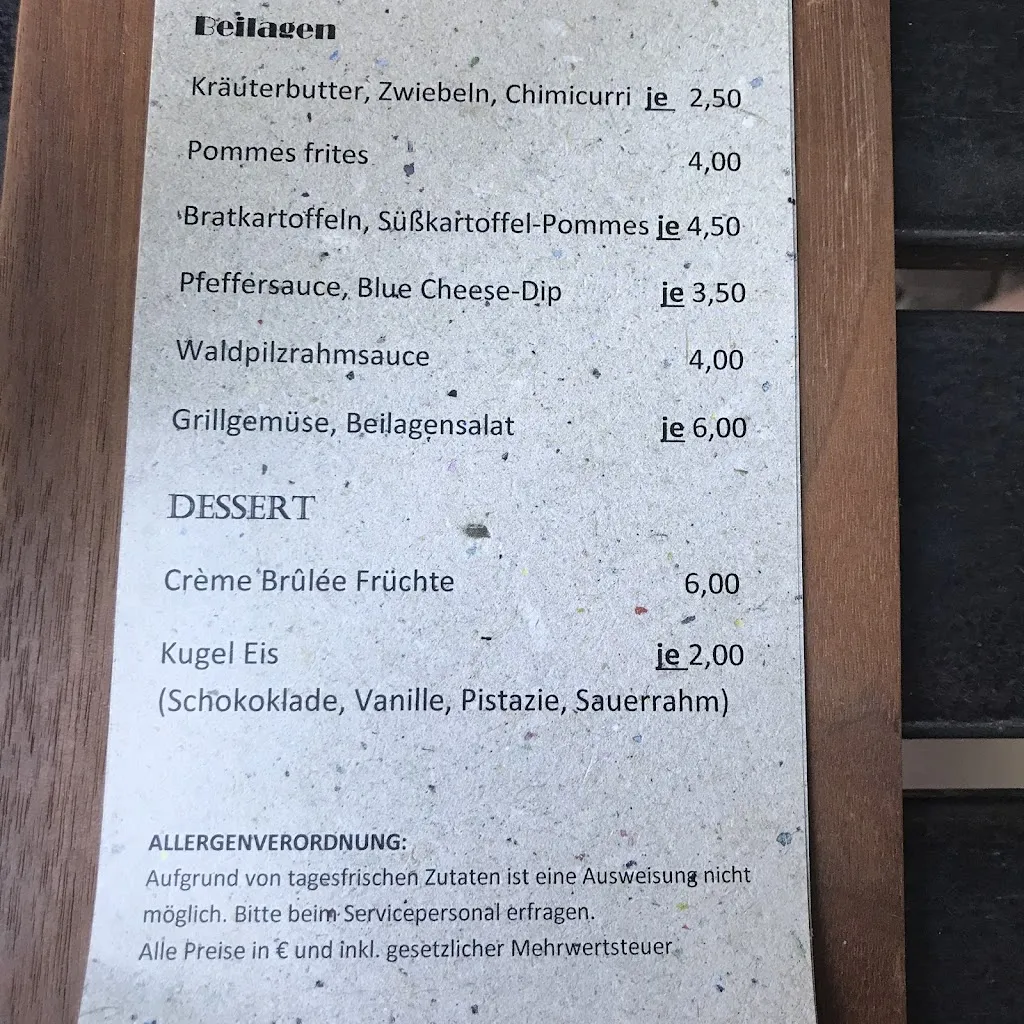 Beilagen
Kräuterbutter, Zwiebeln, Chimicurri je 2,50
Pommes frites 4,00
Bratkartoffeln, Süßkartoffel-Pommes je 4,50
Pfeffersauce, Blue Cheese-Dip je 3,50
Waldpilzrahmsauce 4,00
Grillgemüse, Beilagensalat je 6,00
DESSERT
Crème Brûlée Früchte 6,00
Kugel Eis je 2,00
(Schokoklade, Vanille, Pistazie, Sauerrahm)
ALLERGENVERORDNUNG:
Aufgrund von tagesfrischen Zutaten ist eine Ausweisung nicht
möglich. Bitte beim Servicepersonal erfragen.
Alle Preise in € und inkl. gesetzlicher Mehrwertsteuer